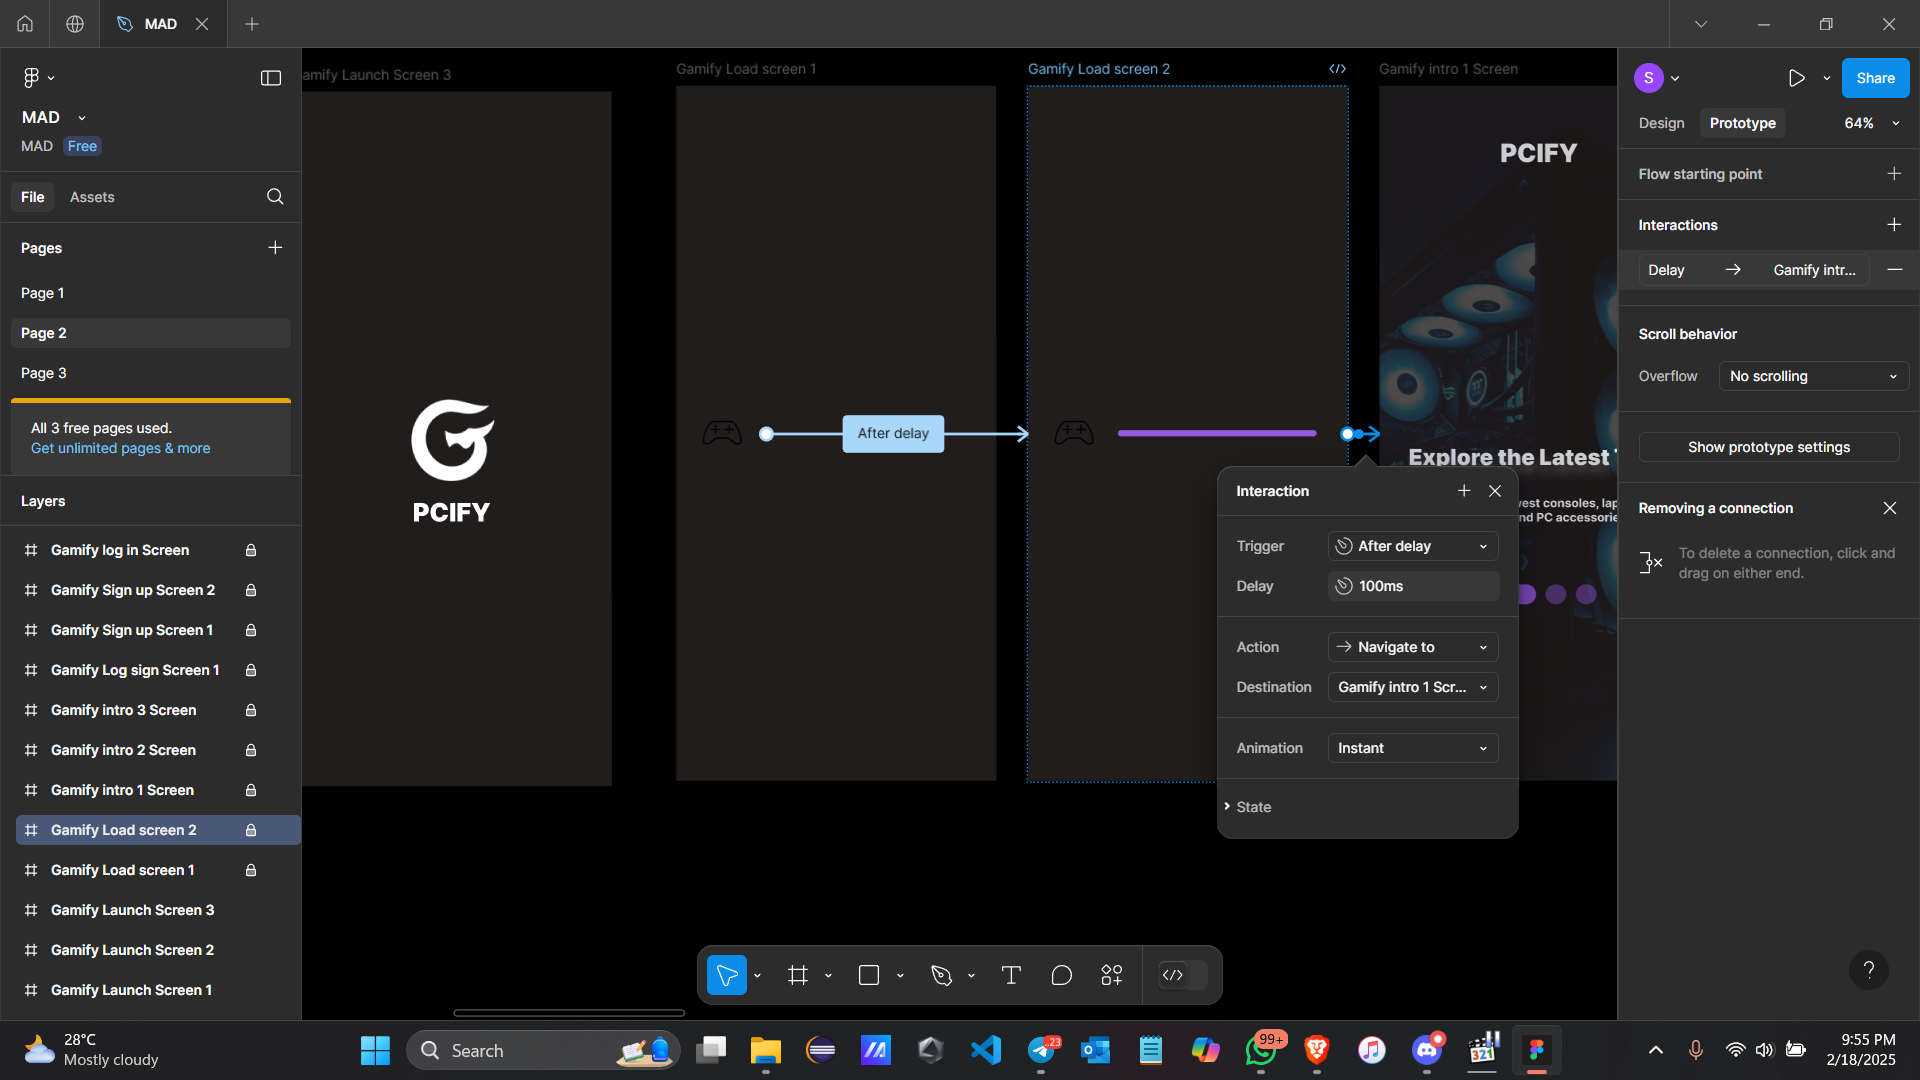 MAD
MAD
MAD Free
File Assets
Pages
Page 1
Page 2
Page 3
All 3 free pages used.
Get unlimited pages & more
Layers
Gamify log in Screen
Gamify Sign up Screen 2
Gamify Sign up Screen 1
Gamify Log sign Screen 1
Gamify intro 3 Screen
Gamify intro 2 Screen
Gamify intro 1 Screen
Gamify Load screen 2
Gamify Load screen 1
Gamify Launch Screen 3
Gamify Launch Screen 2
Gamify Launch Screen 1
amify Launch Screen 3
PCIFY
Gamify Load screen 1
After delay
Gamify Load screen 2
Gamify intro 1 Screen
PCIFY
Explore the Latest
vest consoles, lap
nd PC accessorie
Interaction
Trigger After delay
Delay 100ms
Action Navigate to
Destination Gamify intro 1 Scr...
Animation Instant
State
S
Share
Design Prototype 64%
Flow starting point
Interactions
Delay → Gamify intr...
Scroll behavior
Overflow No scrolling
Show prototype settings
Removing a connection
To delete a connection, click and
drag on either end.
?
28°C
Mostly cloudy
Search
..23
99+
321
9:55 PM
2/18/2025